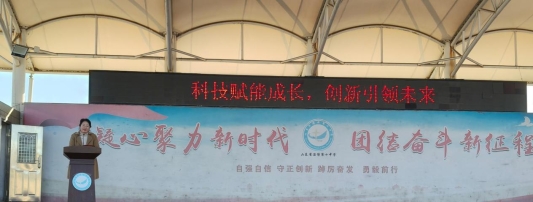 科技赋能成长，创新引领未来
凝心聚力新时代 团结奋斗新征程
自强自信 守正创新 踔厉奋发 勇毅前行